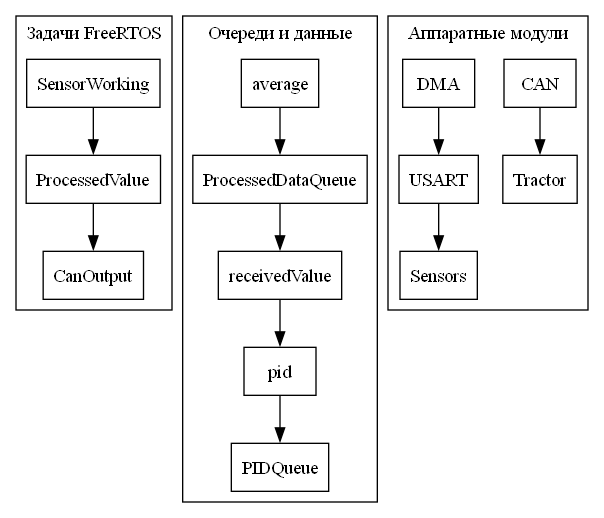 Задачи FreeRTOS
SensorWorking
ProcessedValue
CanOutput
Очереди и данные
average
ProcessedDataQueue
receivedValue
pid
PIDQueue
Аппаратные модули
DMA
CAN
USART
Tractor
Sensors